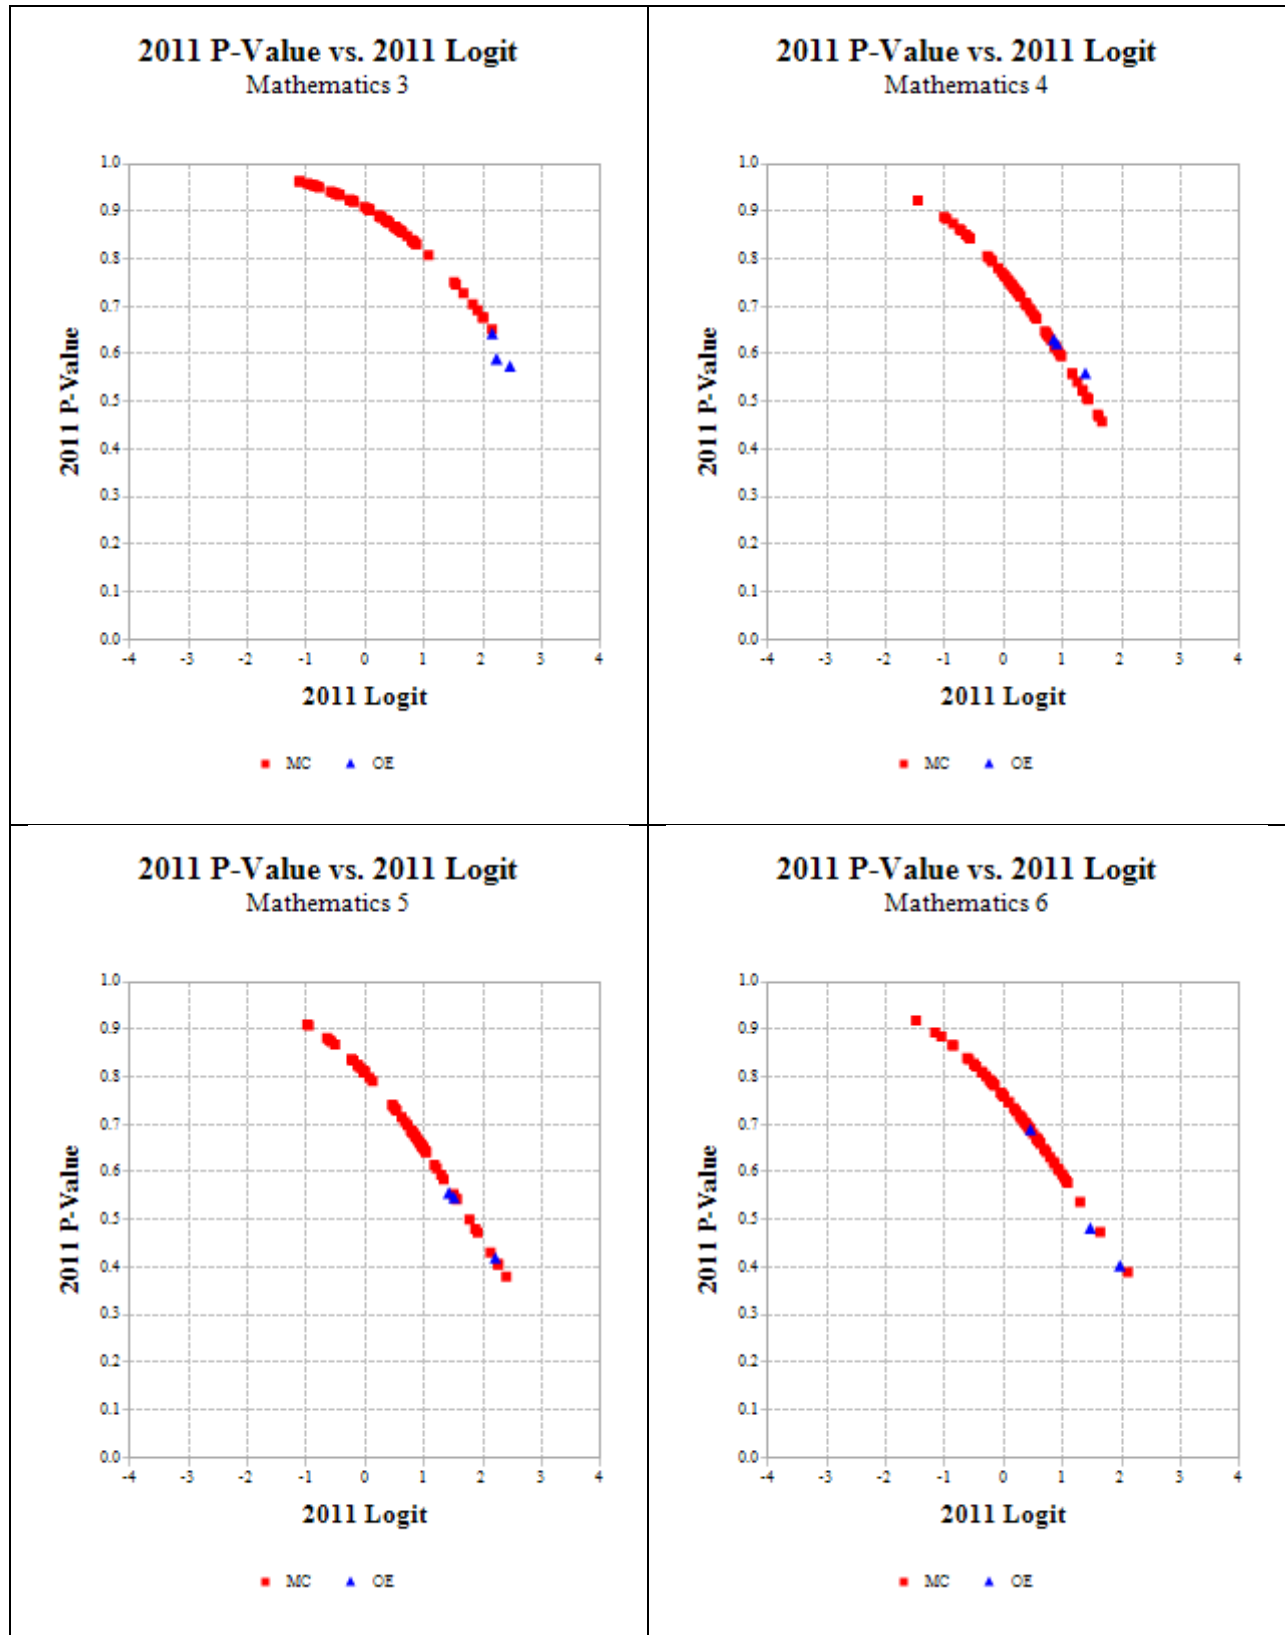 2011 P-Value vs. 2011 Logit
Mathematics 3
1.0
0.9
0.8
0.7
0.6
0.5
0.4
0.3
0.2
0.1
0.0
2011 P-Value
-4 -3 -2 -1 0 1 2 3 4
2011 Logit
MC OE
2011 P-Value vs. 2011 Logit
Mathematics 4
1.0
0.9
0.8
0.7
0.6
0.5
0.4
0.3
0.2
0.1
0.0
2011 P-Value
-4 -3 -2 -1 0 1 2 3 4
2011 Logit
MC OE
2011 P-Value vs. 2011 Logit
Mathematics 5
1.0
0.9
0.8
0.7
0.6
0.5
0.4
0.3
0.2
0.1
0.0
2011 P-Value
-4 -3 -2 -1 0 1 2 3 4
2011 Logit
MC OE
2011 P-Value vs. 2011 Logit
Mathematics 6
1.0
0.9
0.8
0.7
0.6
0.5
0.4
0.3
0.2
0.1
0.0
2011 P-Value
-4 -3 -2 -1 0 1 2 3 4
2011 Logit
MC OE